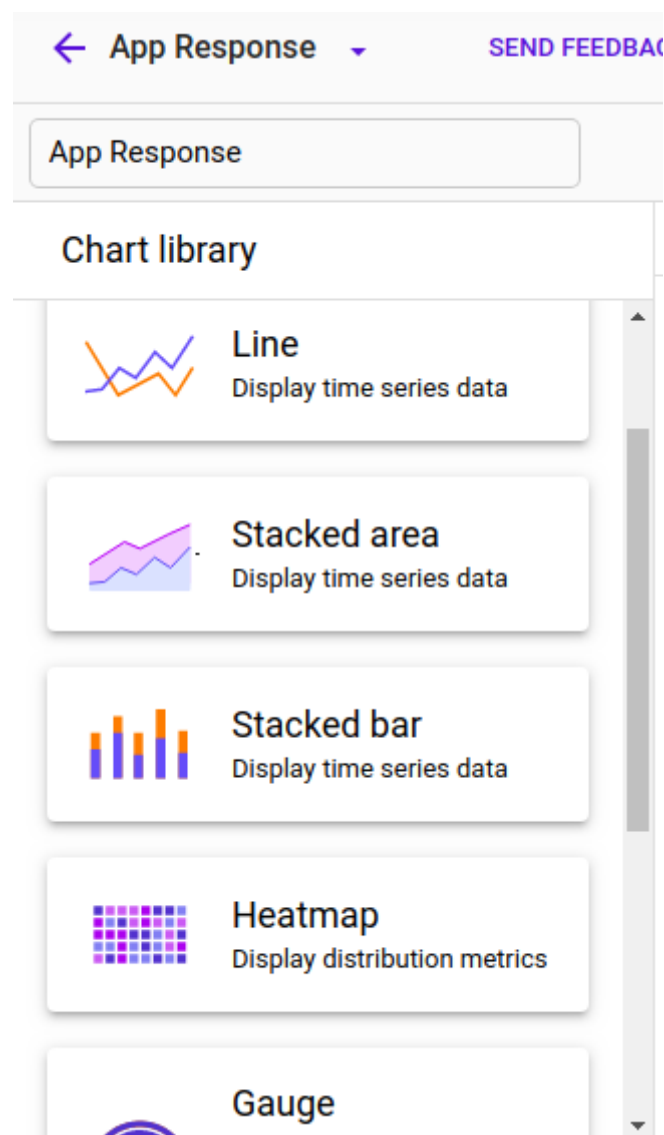 App Response
SEND FEEDBAC
App Response
Chart library
Line
Display time series data
Stacked area
Display time series data
Stacked bar
Display time series data
Heatmap
Display distribution metrics
Gauge